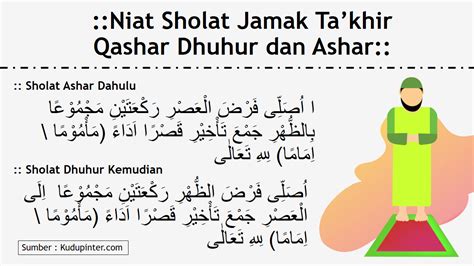 ::Niat Sholat Jamak Ta’khir
Qashar Dhuhur dan Ashar::
:: Sholat Ashar Dahulu
ا اُصَلِّى فَرْضَ الْعَصْرِ رَكْعَتَيْنِ مَجْمُوْعًا
بِالظُّهْرِ جَمْعَ تَأْخِيْرٍ قَصْرًا اَدَاءً (مَأْمُوْمًا \
اِمَامًا) لِلهِ تَعَالٰى
:: Sholat Dhuhur Kemudian
اُصَلِّى فَرْضَ الظُّهْرِ رَكْعَتَيْنِ مَجْمُوْعًا اِلَى
الْعَصْرِ جَمْعَ تَأْخِيْرٍ قَصْرًا اَدَاءً (مَأْمُوْمًا \
اِمَامًا) لِلهِ تَعَالٰى
Sumber : Kudupinter.com